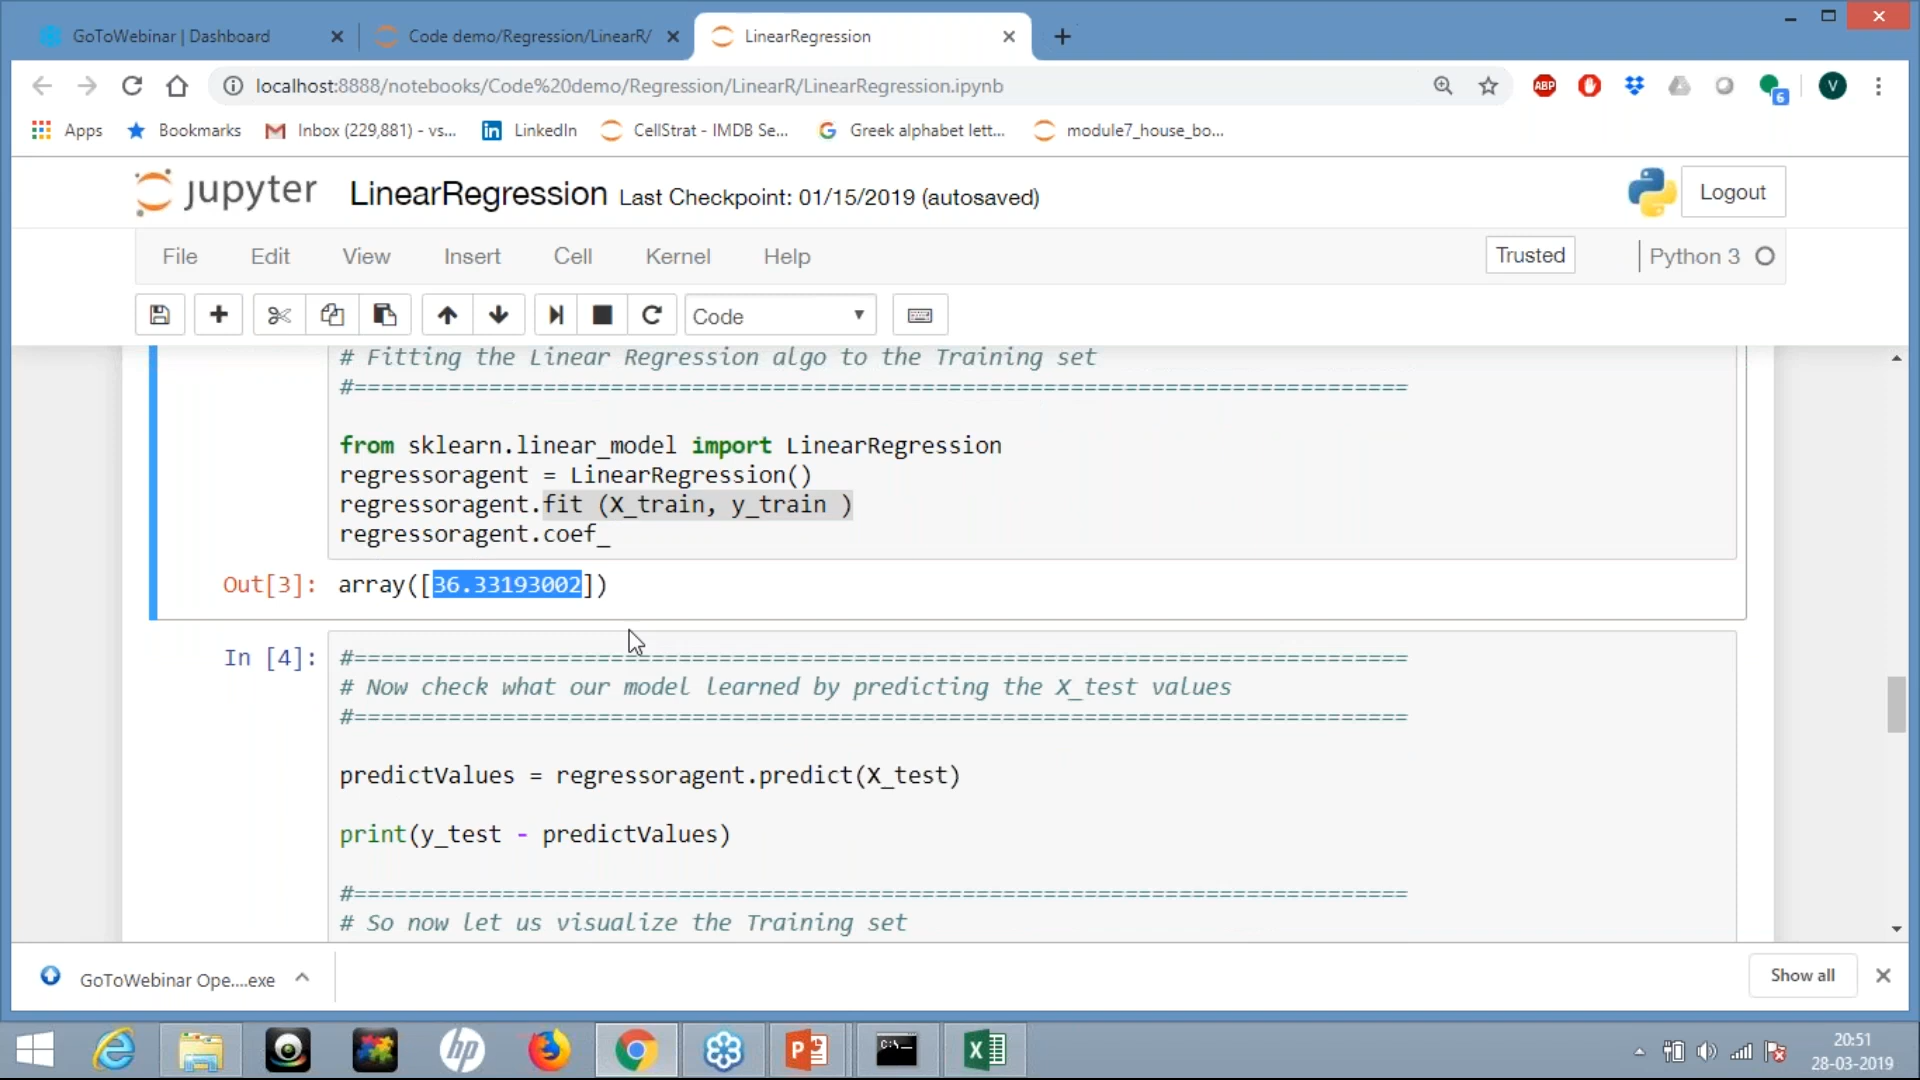 GoToWebinar | Dashboard
Code demo/Regression/LinearR/
LinearRegression
localhost:8888/notebooks/Code%20demo/Regression/LinearR/LinearRegression.ipynb
ABP
6
V
Apps
Bookmarks
Inbox (229,881) - vs...
LinkedIn
CellStrat - IMDB Se...
Greek alphabet lett...
module7_house_bo...
jupyter
LinearRegression Last Checkpoint: 01/15/2019 (autosaved)
Logout
File Edit View Insert Cell Kernel Help
Trusted
Python 3
Code
# Fitting the Linear Regression algo to the Training set
#==============================================================================
from sklearn.linear_model import LinearRegression
regressoragent = LinearRegression()
regressoragent.fit (X_train, y_train )
regressoragent.coef_
Out[3]: array([36.33193002])
In [4]: #==============================================================================
# Now check what our model learned by predicting the X_test values
#==============================================================================
predictValues = regressoragent.predict(X_test)
print(y_test - predictValues)
#==============================================================================
# So now let us visualize the Training set
GoToWebinar Ope....exe
Show all
hp
C:\
20:51
28-03-2019